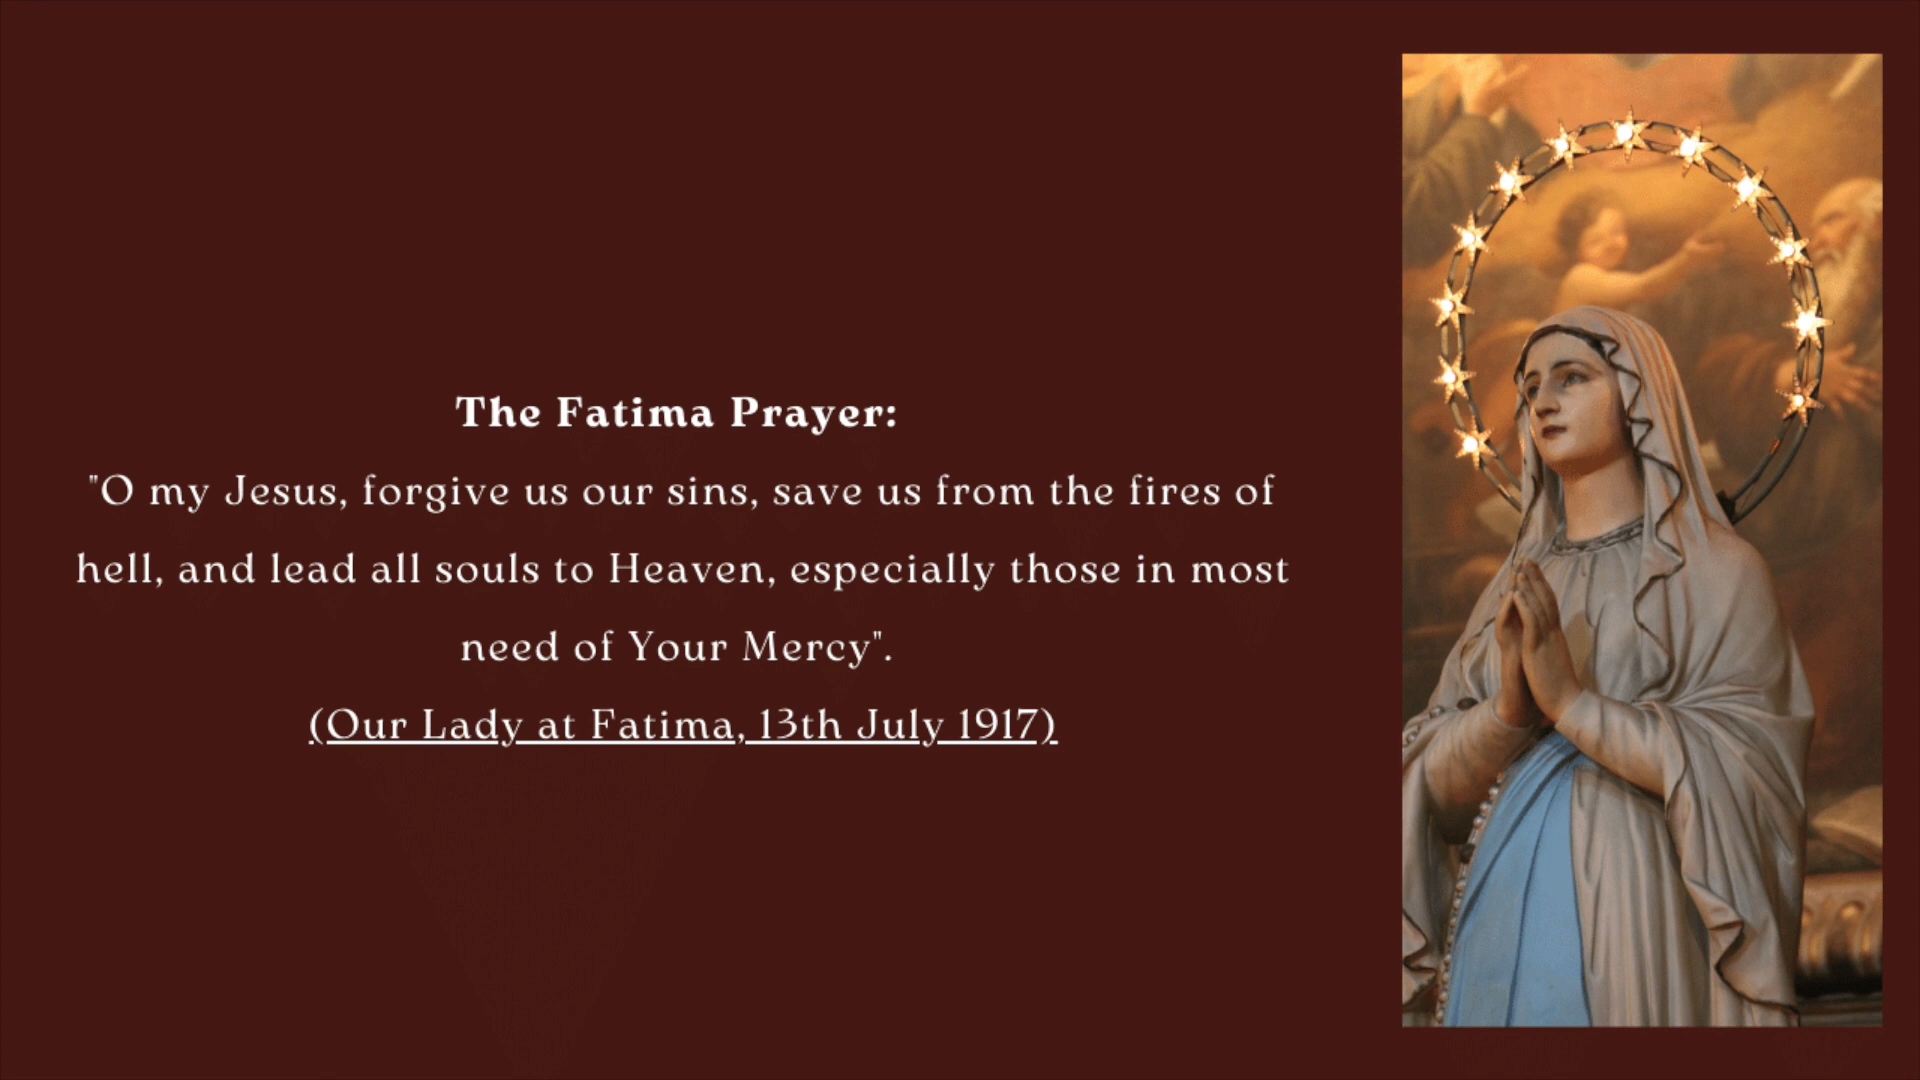 The Fatima Prayer:
"O my Jesus, forgive us our sins, save us from the fires of
hell, and lead all souls to Heaven, especially those in most
need of Your Mercy".
(Our Lady at Fatima, 13th July 1917)